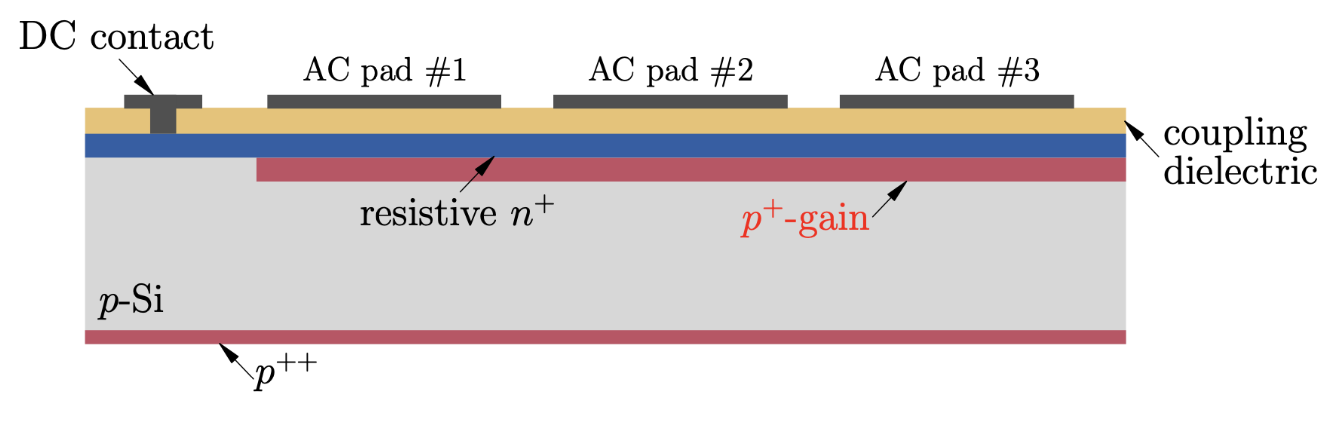 DC contact
AC pad #1
AC pad #2
AC pad #3
coupling
dielectric
resistive n⁺
p⁺-gain
p-Si
p⁺⁺